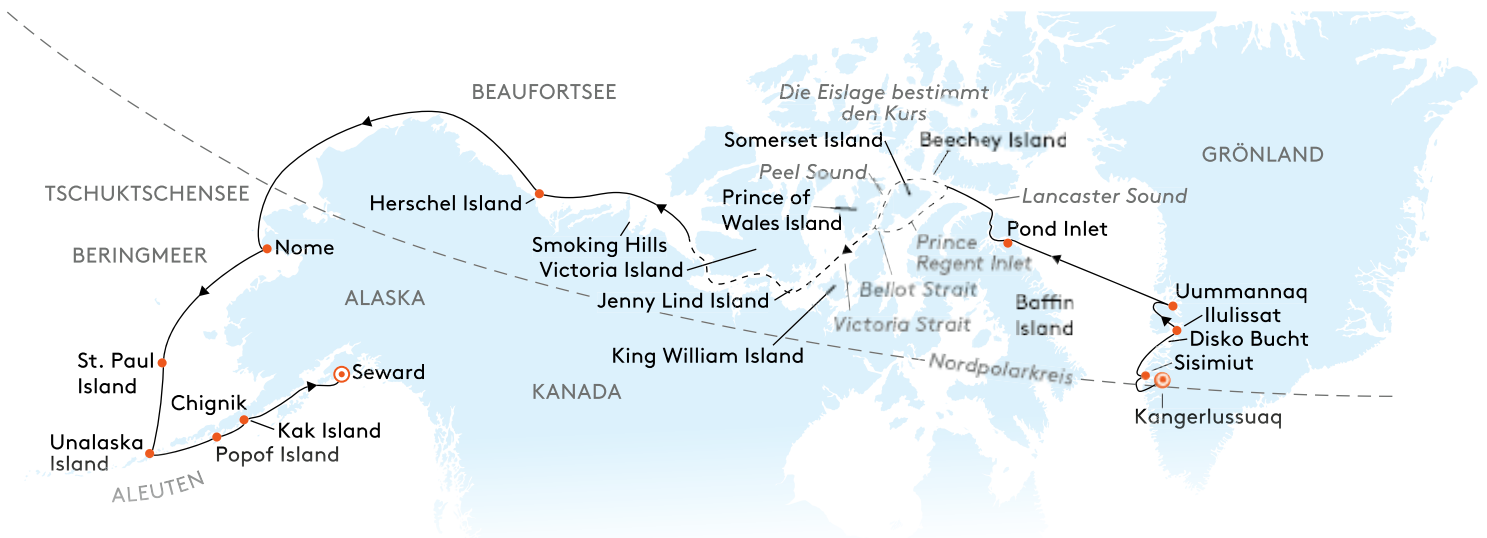 BEAUFORTSEE
Die Eislage bestimmt
den Kurs
Somerset Island
Beechey Island
GRÖNLAND
Peel Sound
TSCHUKTSCHENSEE
Herschel Island
Prince of
Wales Island
Lancaster Sound
Pond Inlet
BERINGMEER
Nome
Smoking Hills
Victoria Island
Prince
Regent Inlet
ALASKA
Jenny Lind Island
Bellot Strait
Baffin
Island
Uummannaq
Ilulissat
Victoria Strait
Disko Bucht
King William Island
Nordpolarkreis
Sisimiut
St. Paul
Island
Seward
KANADA
Chignik
Kangerlussuaq
Kak Island
Unalaska
Island
Popof Island
ALEUTEN